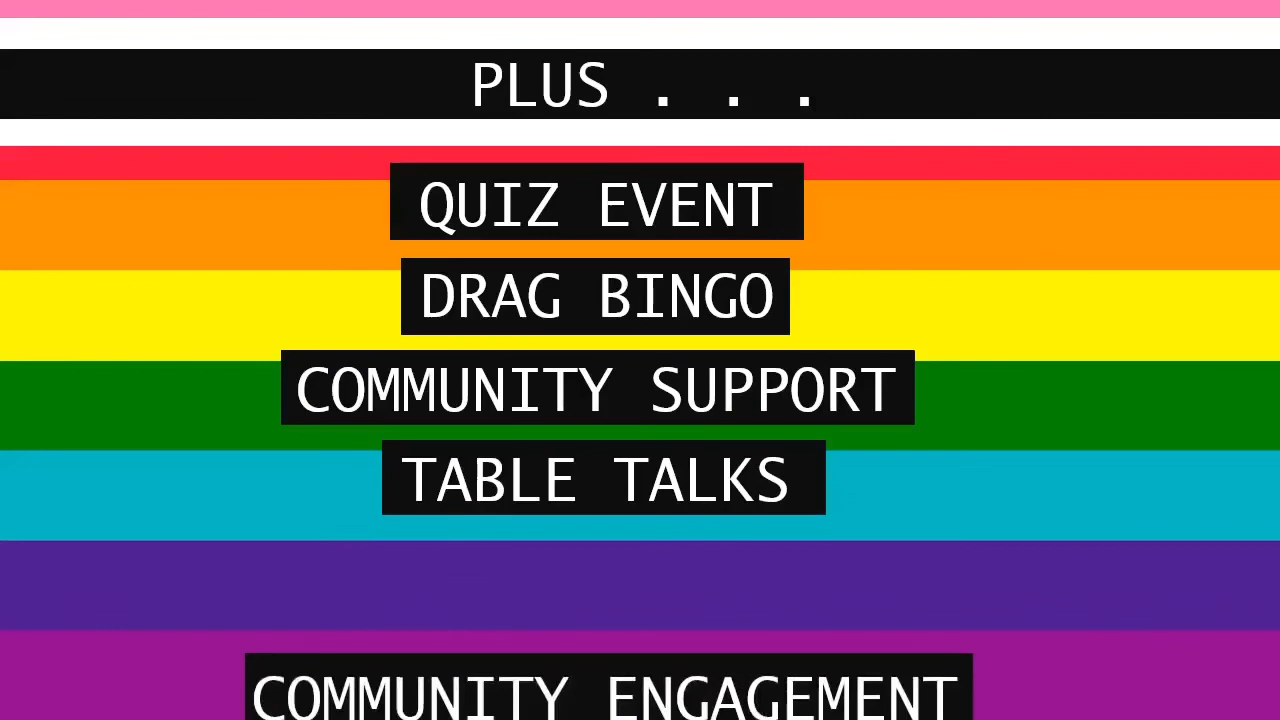 PLUS . . .
QUIZ EVENT
DRAG BINGO
COMMUNITY SUPPORT
TABLE TALKS
COMMUNITY ENGAGEMENT